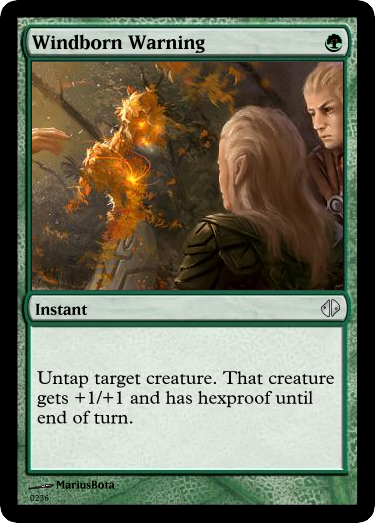 Windborn Warning
Instant
Untap target creature. That creature
gets +1/+1 and has hexproof until
end of turn.
MariusBota
0236